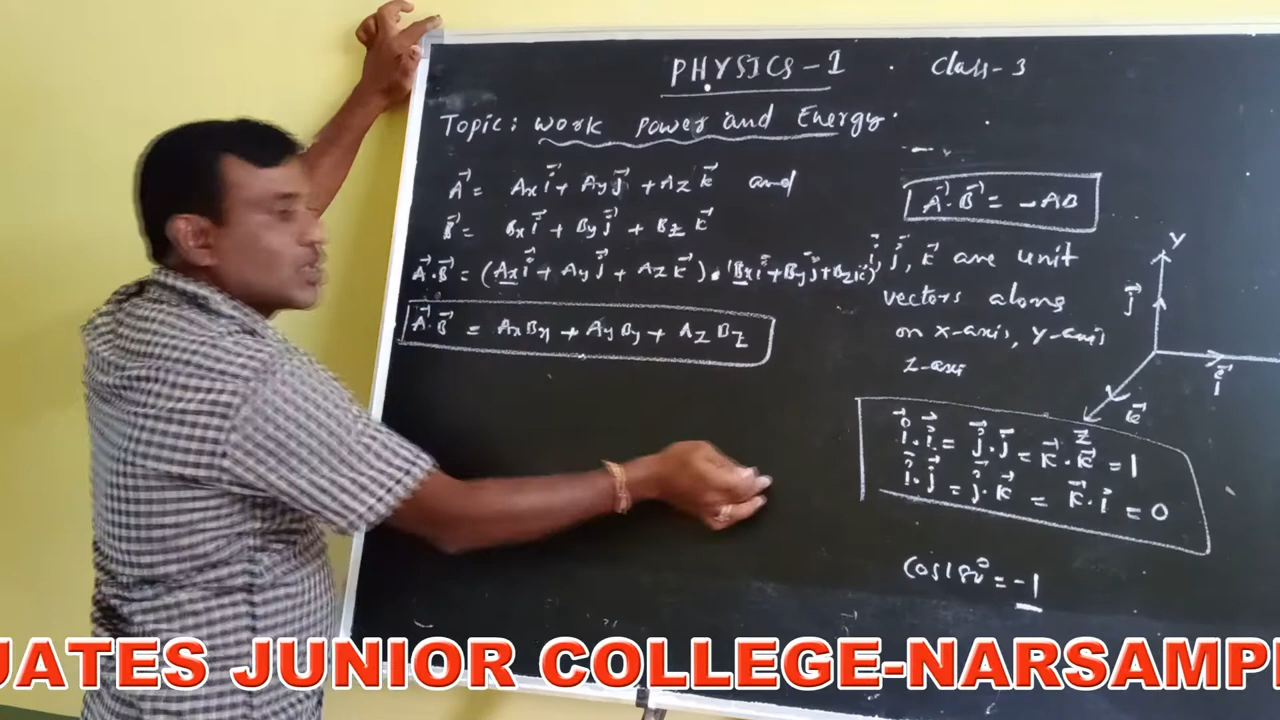 PHYSICS-1 . Class-3
Topic: Work Power and Energy.
A⃗ = Ax i⃗ + Ay j⃗ + Az k⃗ and
B⃗ = Bx i⃗ + By j⃗ + Bz k⃗
A⃗.B⃗ = (Ax i⃗ + Ay j⃗ + Az k⃗) . (Bx i⃗ + By j⃗ + Bz k⃗)
A⃗.B⃗ = AxBx + AyBy + AzBz
A⃗.B⃗ = -AB
i⃗, j⃗, k⃗ are unit
vectors along
on x-axis, y-axis
z-axis
Y
j⃗
i⃗
k⃗
Z
i⃗.i⃗ = j⃗.j⃗ = k⃗.k⃗ = 1
i⃗.j⃗ = j⃗.k⃗ = k⃗.i⃗ = 0
cos180° = -1
UATES JUNIOR COLLEGE-NARSAMP